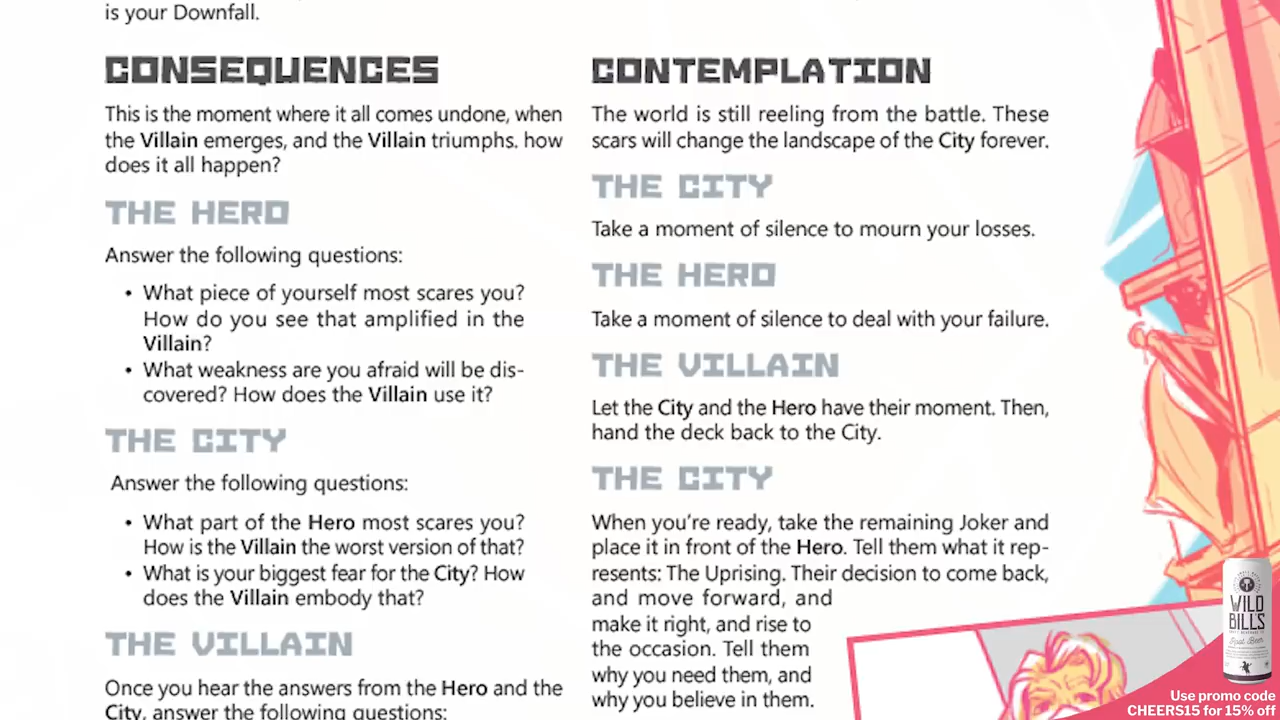 is your Downfall.
CONSEQUENCES
This is the moment where it all comes undone, when
the Villain emerges, and the Villain triumphs. how
does it all happen?
THE HERO
Answer the following questions:
• What piece of yourself most scares you?
How do you see that amplified in the
Villain?
• What weakness are you afraid will be dis-
covered? How does the Villain use it?
THE CITY
Answer the following questions:
• What part of the Hero most scares you?
How is the Villain the worst version of that?
• What is your biggest fear for the City? How
does the Villain embody that?
THE VILLAIN
Once you hear the answers from the Hero and the
City, answer the following questions:
CONTEMPLATION
The world is still reeling from the battle. These
scars will change the landscape of the City forever.
THE CITY
Take a moment of silence to mourn your losses.
THE HERO
Take a moment of silence to deal with your failure.
THE VILLAIN
Let the City and the Hero have their moment. Then,
hand the deck back to the City.
THE CITY
When you're ready, take the remaining Joker and
place it in front of the Hero. Tell them what it rep-
resents: The Uprising. Their decision to come back,
and move forward, and
make it right, and rise to
the occasion. Tell them
why you need them, and
why you believe in them.
WILD
BILLS
Root Beer
Use promo code
CHEERS15 for 15% off